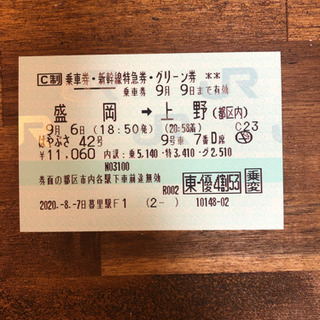 C制 乗車券・新幹線特急券・グリーン券 **
乗車券 9月 9日まで有効
盛 岡 → 上 野 (都区内)
9月 6日 (18:50発) (20:58着) C23
はやぶさ 42号 9号車 7番D席
¥11,060 内訳:乗5,140・特3,410・グ2,510
NO3100
券面の都区市内各駅下車前途無効
R002 東-優4割53 乗変
2020.-8.-7日暮里駅F1 (2- ) 10148-02